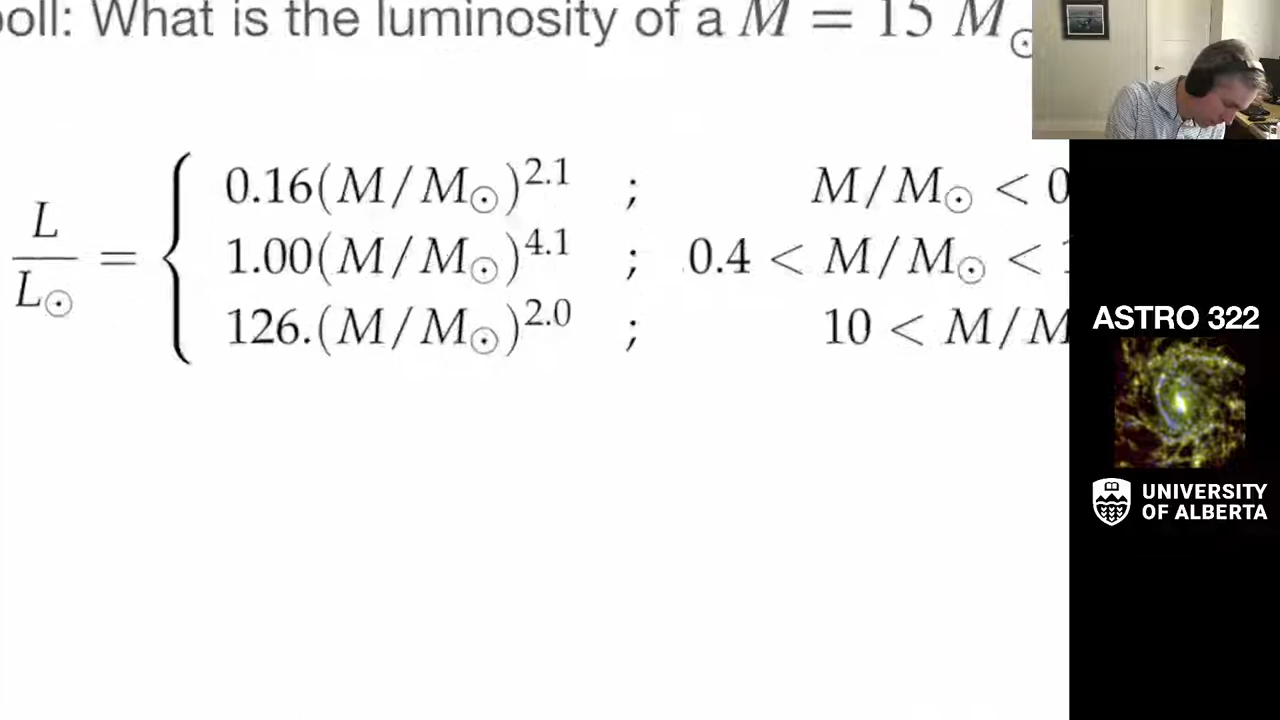 oll: What is the luminosity of a M = 15 M⊙
L/L⊙ = {
0.16(M/M⊙)^2.1 ; M/M⊙ < 0
1.00(M/M⊙)^4.1 ; 0.4 < M/M⊙ < 1
126.(M/M⊙)^2.0 ; 10 < M/M
ASTRO 322
UNIVERSITY
OF ALBERTA